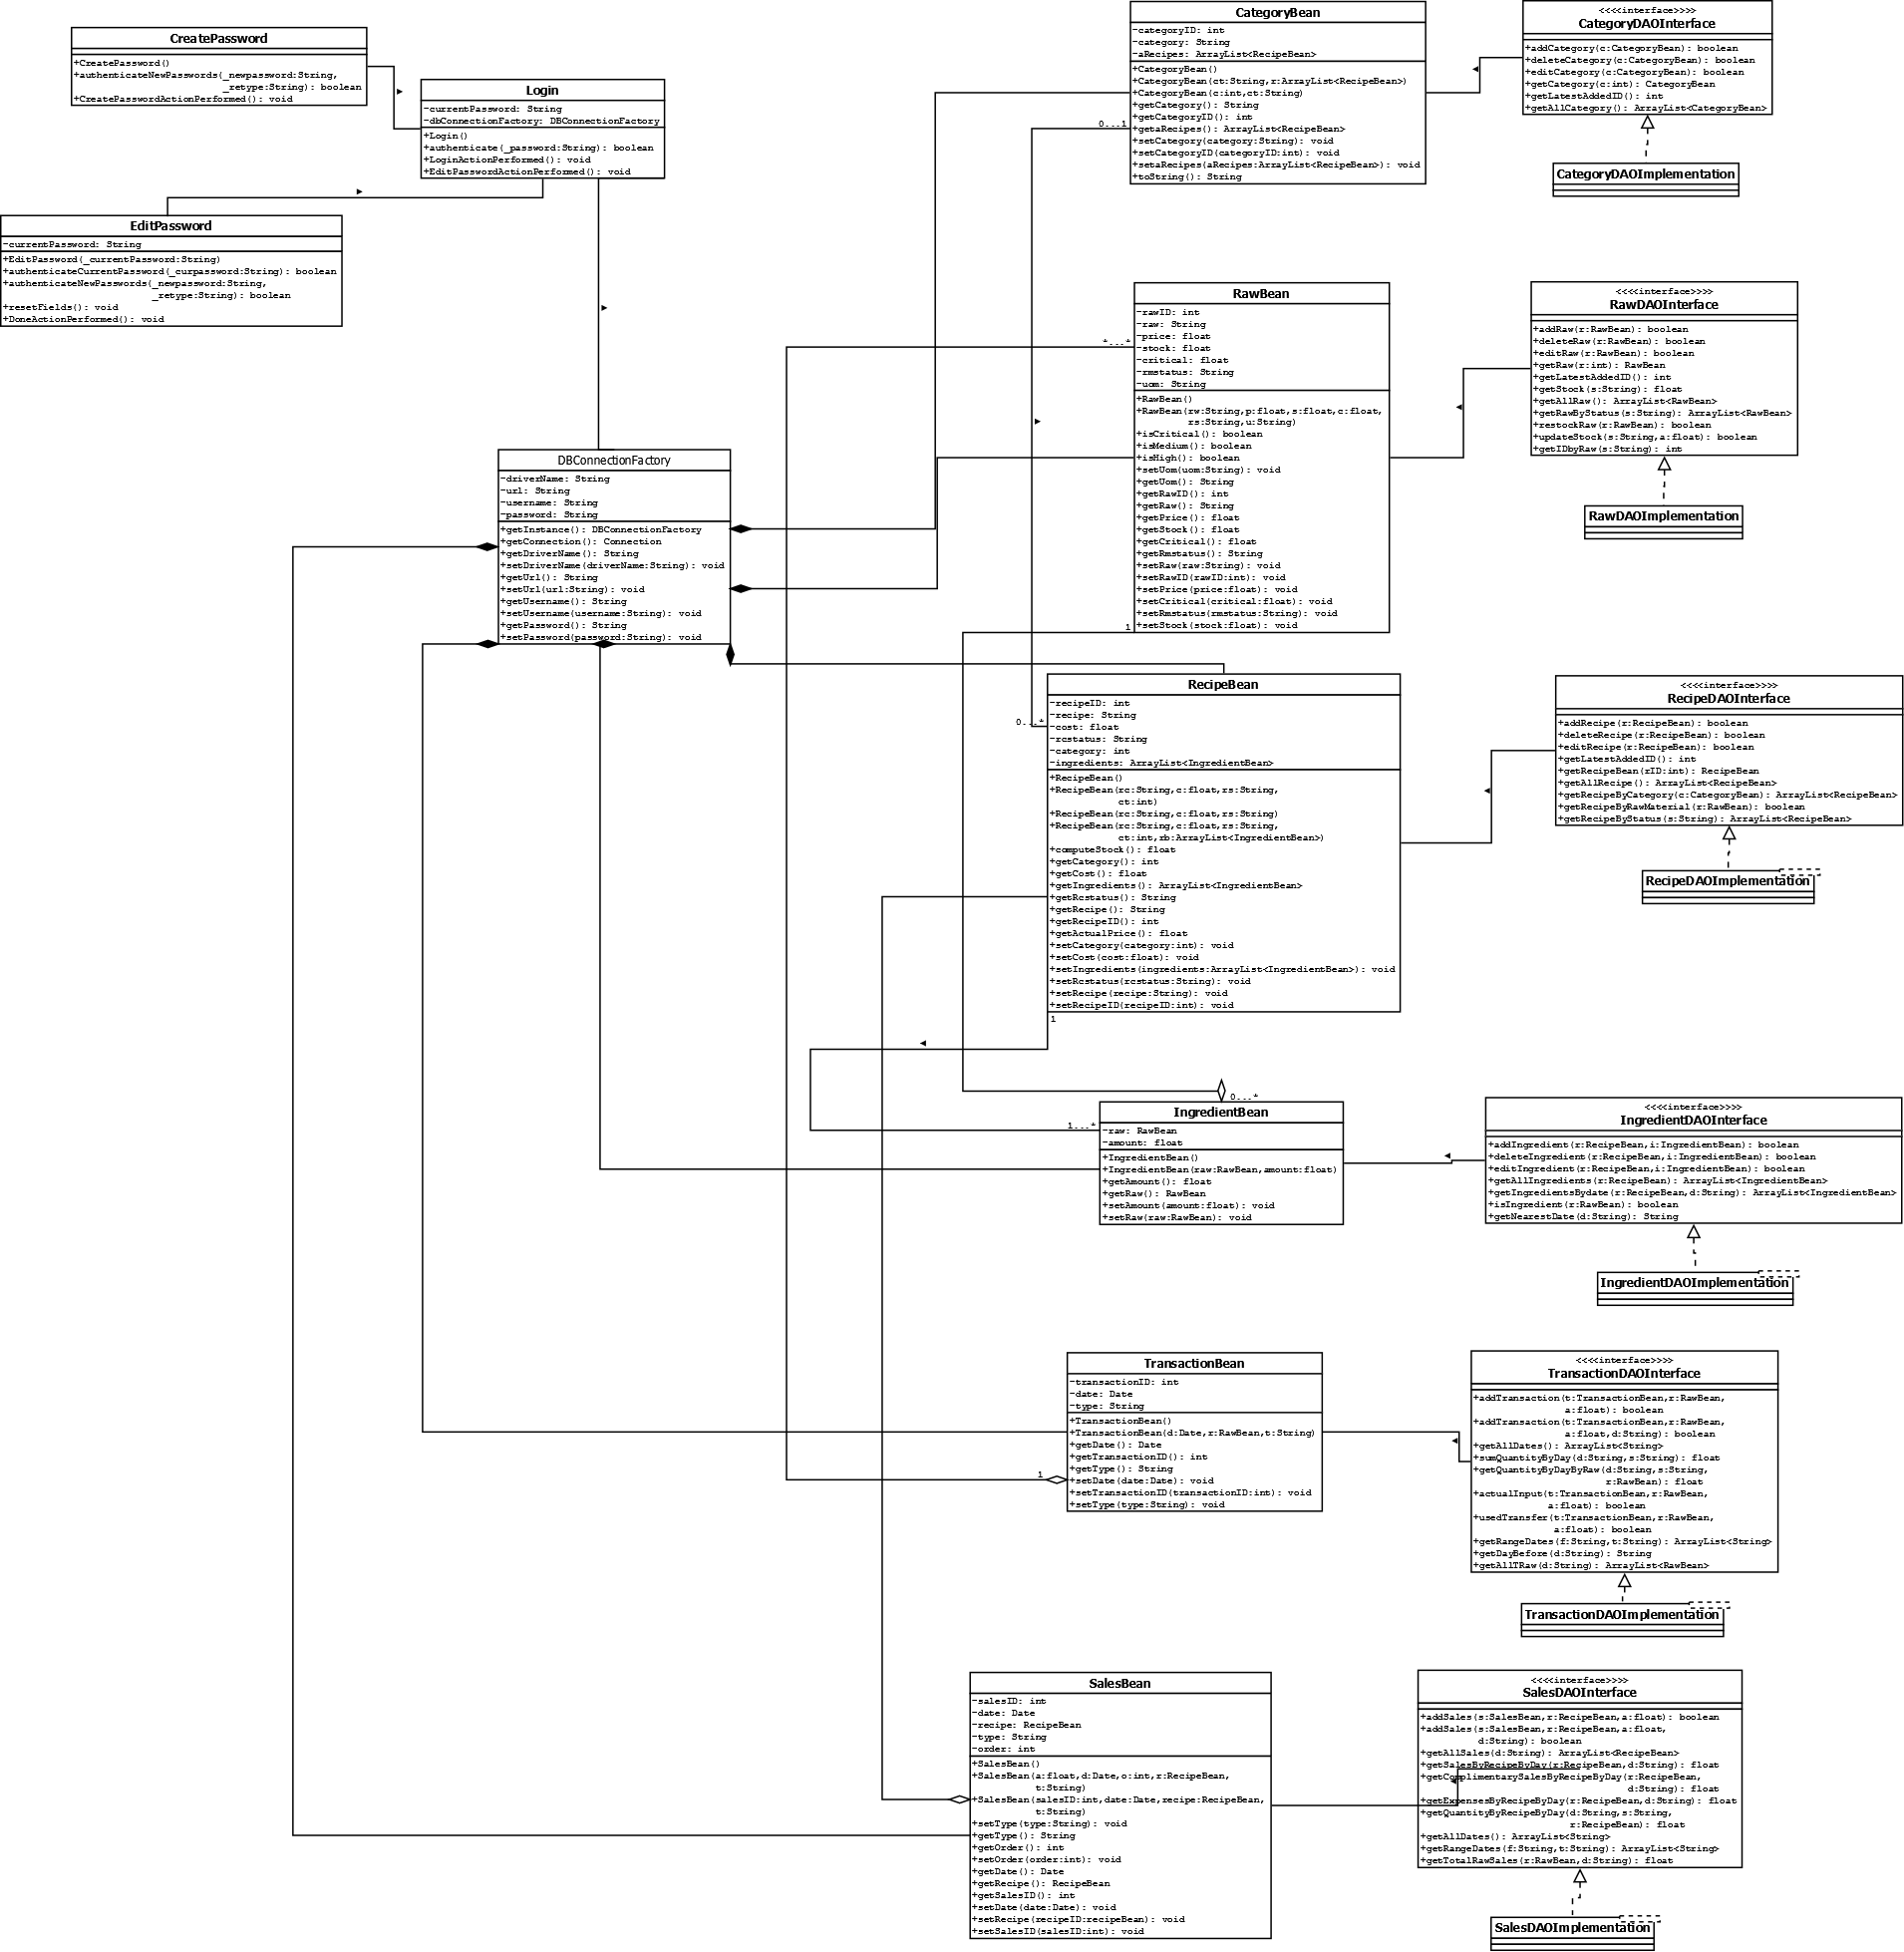 CreatePassword
+CreatePassword()
+authenticateNewPasswords(_newpassword:String,
_retype:String): boolean
+CreatePasswordActionPerformed(): void
Login
-currentPassword: String
-dbConnectionFactory: DBConnectionFactory
+Login()
+authenticate(_password:String): boolean
+LoginActionPerformed(): void
+EditPasswordActionPerformed(): void
EditPassword
-currentPassword: String
+EditPassword(_currentPassword:String)
+authenticateCurrentPassword(_curpassword:String): boolean
+authenticateNewPasswords(_newpassword:String,
_retype:String): boolean
+resetFields(): void
+DoneActionPerformed(): void
DBConnectionFactory
-driverName: String
-url: String
-username: String
-password: String
+getInstance(): DBConnectionFactory
+getConnection(): Connection
+getDriverName(): String
+setDriverName(driverName:String): void
+getUrl(): String
+setUrl(url:String): void
+getUsername(): String
+setUsername(username:String): void
+getPassword(): String
+setPassword(password:String): void
CategoryBean
-categoryID: int
-category: String
-aRecipes: ArrayList<RecipeBean>
+CategoryBean()
+CategoryBean(ct:String,r:ArrayList<RecipeBean>)
+CategoryBean(c:int,ct:String)
+getCategory(): String
+getCategoryID(): int
+getaRecipes(): ArrayList<RecipeBean>
+setCategory(category:String): void
+setCategoryID(categoryID:int): void
+setaRecipes(aRecipes:ArrayList<RecipeBean>): void
+toString(): String
0...1
<<<<interface>>>>
CategoryDAOInterface
+addCategory(c:CategoryBean): boolean
+deleteCategory(c:CategoryBean): boolean
+editCategory(c:CategoryBean): boolean
+getCategory(c:int): CategoryBean
+getLatestAddedID(): int
+getAllCategory(): ArrayList<CategoryBean>
CategoryDAOImplementation
RawBean
-rawID: int
-raw: String
-price: float
-stock: float
-critical: float
-rmstatus: String
-uom: String
+RawBean()
+RawBean(rw:String,p:float,s:float,c:float,
rs:String,u:String)
+isCritical(): boolean
+isMedium(): boolean
+isHigh(): boolean
+setUom(uom:String): void
+getUom(): String
+getRawID(): int
+getRaw(): String
+getPrice(): float
+getStock(): float
+getCritical(): float
+getRmstatus(): String
+setRaw(raw:String): void
+setRawID(rawID:int): void
+setPrice(price:float): void
+setCritical(critical:float): void
+setRmstatus(rmstatus:String): void
+setStock(stock:float): void
*...*
1
<<<<interface>>>>
RawDAOInterface
+addRaw(r:RawBean): boolean
+deleteRaw(r:RawBean): boolean
+editRaw(r:RawBean): boolean
+getRaw(r:int): RawBean
+getLatestAddedID(): int
+getStock(s:String): float
+getAllRaw(): ArrayList<RawBean>
+getRawByStatus(s:String): ArrayList<RawBean>
+restockRaw(r:RawBean): boolean
+updateStock(s:String,a:float): boolean
+getIDbyRaw(s:String): int
RawDAOImplementation
RecipeBean
-recipeID: int
-recipe: String
-cost: float
-rcstatus: String
-category: int
-ingredients: ArrayList<IngredientBean>
+RecipeBean()
+RecipeBean(rc:String,c:float,rs:String,
ct:int)
+RecipeBean(rc:String,c:float,rs:String)
+RecipeBean(rc:String,c:float,rs:String,
ct:int,rb:ArrayList<IngredientBean>)
+computeStock(): float
+getCategory(): int
+getCost(): float
+getIngredients(): ArrayList<IngredientBean>
+getRcstatus(): String
+getRecipe(): String
+getRecipeID(): int
+getActualPrice(): float
+setCategory(category:int): void
+setCost(cost:float): void
+setIngredients(ingredients:ArrayList<IngredientBean>): void
+setRcstatus(rcstatus:String): void
+setRecipe(recipe:String): void
+setRecipeID(recipeID:int): void
0...*
1
<<<<interface>>>>
RecipeDAOInterface
+addRecipe(r:RecipeBean): boolean
+deleteRecipe(r:RecipeBean): boolean
+editRecipe(r:RecipeBean): boolean
+getLatestAddedID(): int
+getRecipeBean(rID:int): RecipeBean
+getAllRecipe(): ArrayList<RecipeBean>
+getRecipeByCategory(c:CategoryBean): ArrayList<RecipeBean>
+getRecipeByRawMaterial(r:RawBean): boolean
+getRecipeByStatus(s:String): ArrayList<RecipeBean>
RecipeDAOImplementation
0...*
1...*
IngredientBean
-raw: RawBean
-amount: float
+IngredientBean()
+IngredientBean(raw:RawBean,amount:float)
+getAmount(): float
+getRaw(): RawBean
+setAmount(amount:float): void
+setRaw(raw:RawBean): void
<<<<interface>>>>
IngredientDAOInterface
+addIngredient(r:RecipeBean,i:IngredientBean): boolean
+deleteIngredient(r:RecipeBean,i:IngredientBean): boolean
+editIngredient(r:RecipeBean,i:IngredientBean): boolean
+getAllIngredients(r:RecipeBean): ArrayList<IngredientBean>
+getIngredientsBydate(r:RecipeBean,d:String): ArrayList<IngredientBean>
+isIngredient(r:RawBean): boolean
+getNearestDate(d:String): String
IngredientDAOImplementation
TransactionBean
-transactionID: int
-date: Date
-type: String
+TransactionBean()
+TransactionBean(d:Date,r:RawBean,t:String)
+getDate(): Date
+getTransactionID(): int
+getType(): String
+setDate(date:Date): void
+setTransactionID(transactionID:int): void
+setType(type:String): void
1
<<<<interface>>>>
TransactionDAOInterface
+addTransaction(t:TransactionBean,r:RawBean,
a:float): boolean
+addTransaction(t:TransactionBean,r:RawBean,
a:float,d:String): boolean
+getAllDates(): ArrayList<String>
+sumQuantityByDay(d:String,s:String): float
+getQuantityByDayByRaw(d:String,s:String,
r:RawBean): float
+actualInput(t:TransactionBean,r:RawBean,
a:float): boolean
+usedTransfer(t:TransactionBean,r:RawBean,
a:float): boolean
+getRangeDates(f:String,t:String): ArrayList<String>
+getDayBefore(d:String): String
+getAllTRaw(d:String): ArrayList<RawBean>
TransactionDAOImplementation
SalesBean
-salesID: int
-date: Date
-recipe: RecipeBean
-type: String
-order: int
+SalesBean()
+SalesBean(a:float,d:Date,o:int,r:RecipeBean,
t:String)
+SalesBean(salesID:int,date:Date,recipe:RecipeBean,
t:String)
+setType(type:String): void
+getType(): String
+getOrder(): int
+setOrder(order:int): void
+getDate(): Date
+getRecipe(): RecipeBean
+getSalesID(): int
+setDate(date:Date): void
+setRecipe(recipeID:recipeBean): void
+setSalesID(salesID:int): void
<<<<interface>>>>
SalesDAOInterface
+addSales(s:SalesBean,r:RecipeBean,a:float): boolean
+addSales(s:SalesBean,r:RecipeBean,a:float,
d:String): boolean
+getAllSales(d:String): ArrayList<RecipeBean>
+getSalesByRecipeByDay(r:RecipeBean,d:String): float
+getComplimentarySalesByRecipeByDay(r:RecipeBean,
d:String): float
+getExpensesByRecipeByDay(r:RecipeBean,d:String): float
+getQuantityByRecipeByDay(d:String,s:String,
r:RecipeBean): float
+getAllDates(): ArrayList<String>
+getRangeDates(f:String,t:String): ArrayList<String>
+getTotalRawSales(r:RawBean,d:String): float
SalesDAOImplementation